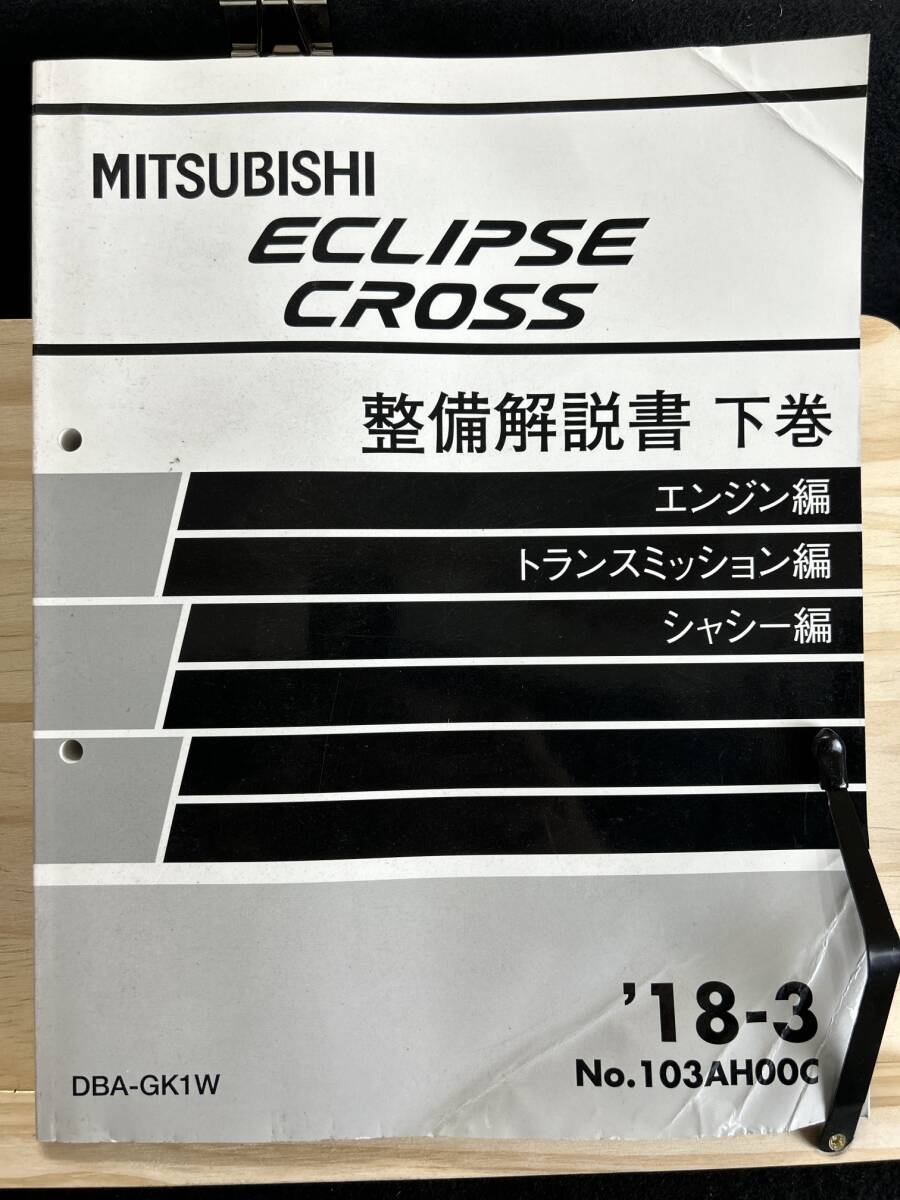 MITSUBISHI
ECLIPSE
CROSS
整備解説書 下巻
エンジン編
トランスミッション編
シャシー編
'18-3
No.103AH00C
DBA-GK1W